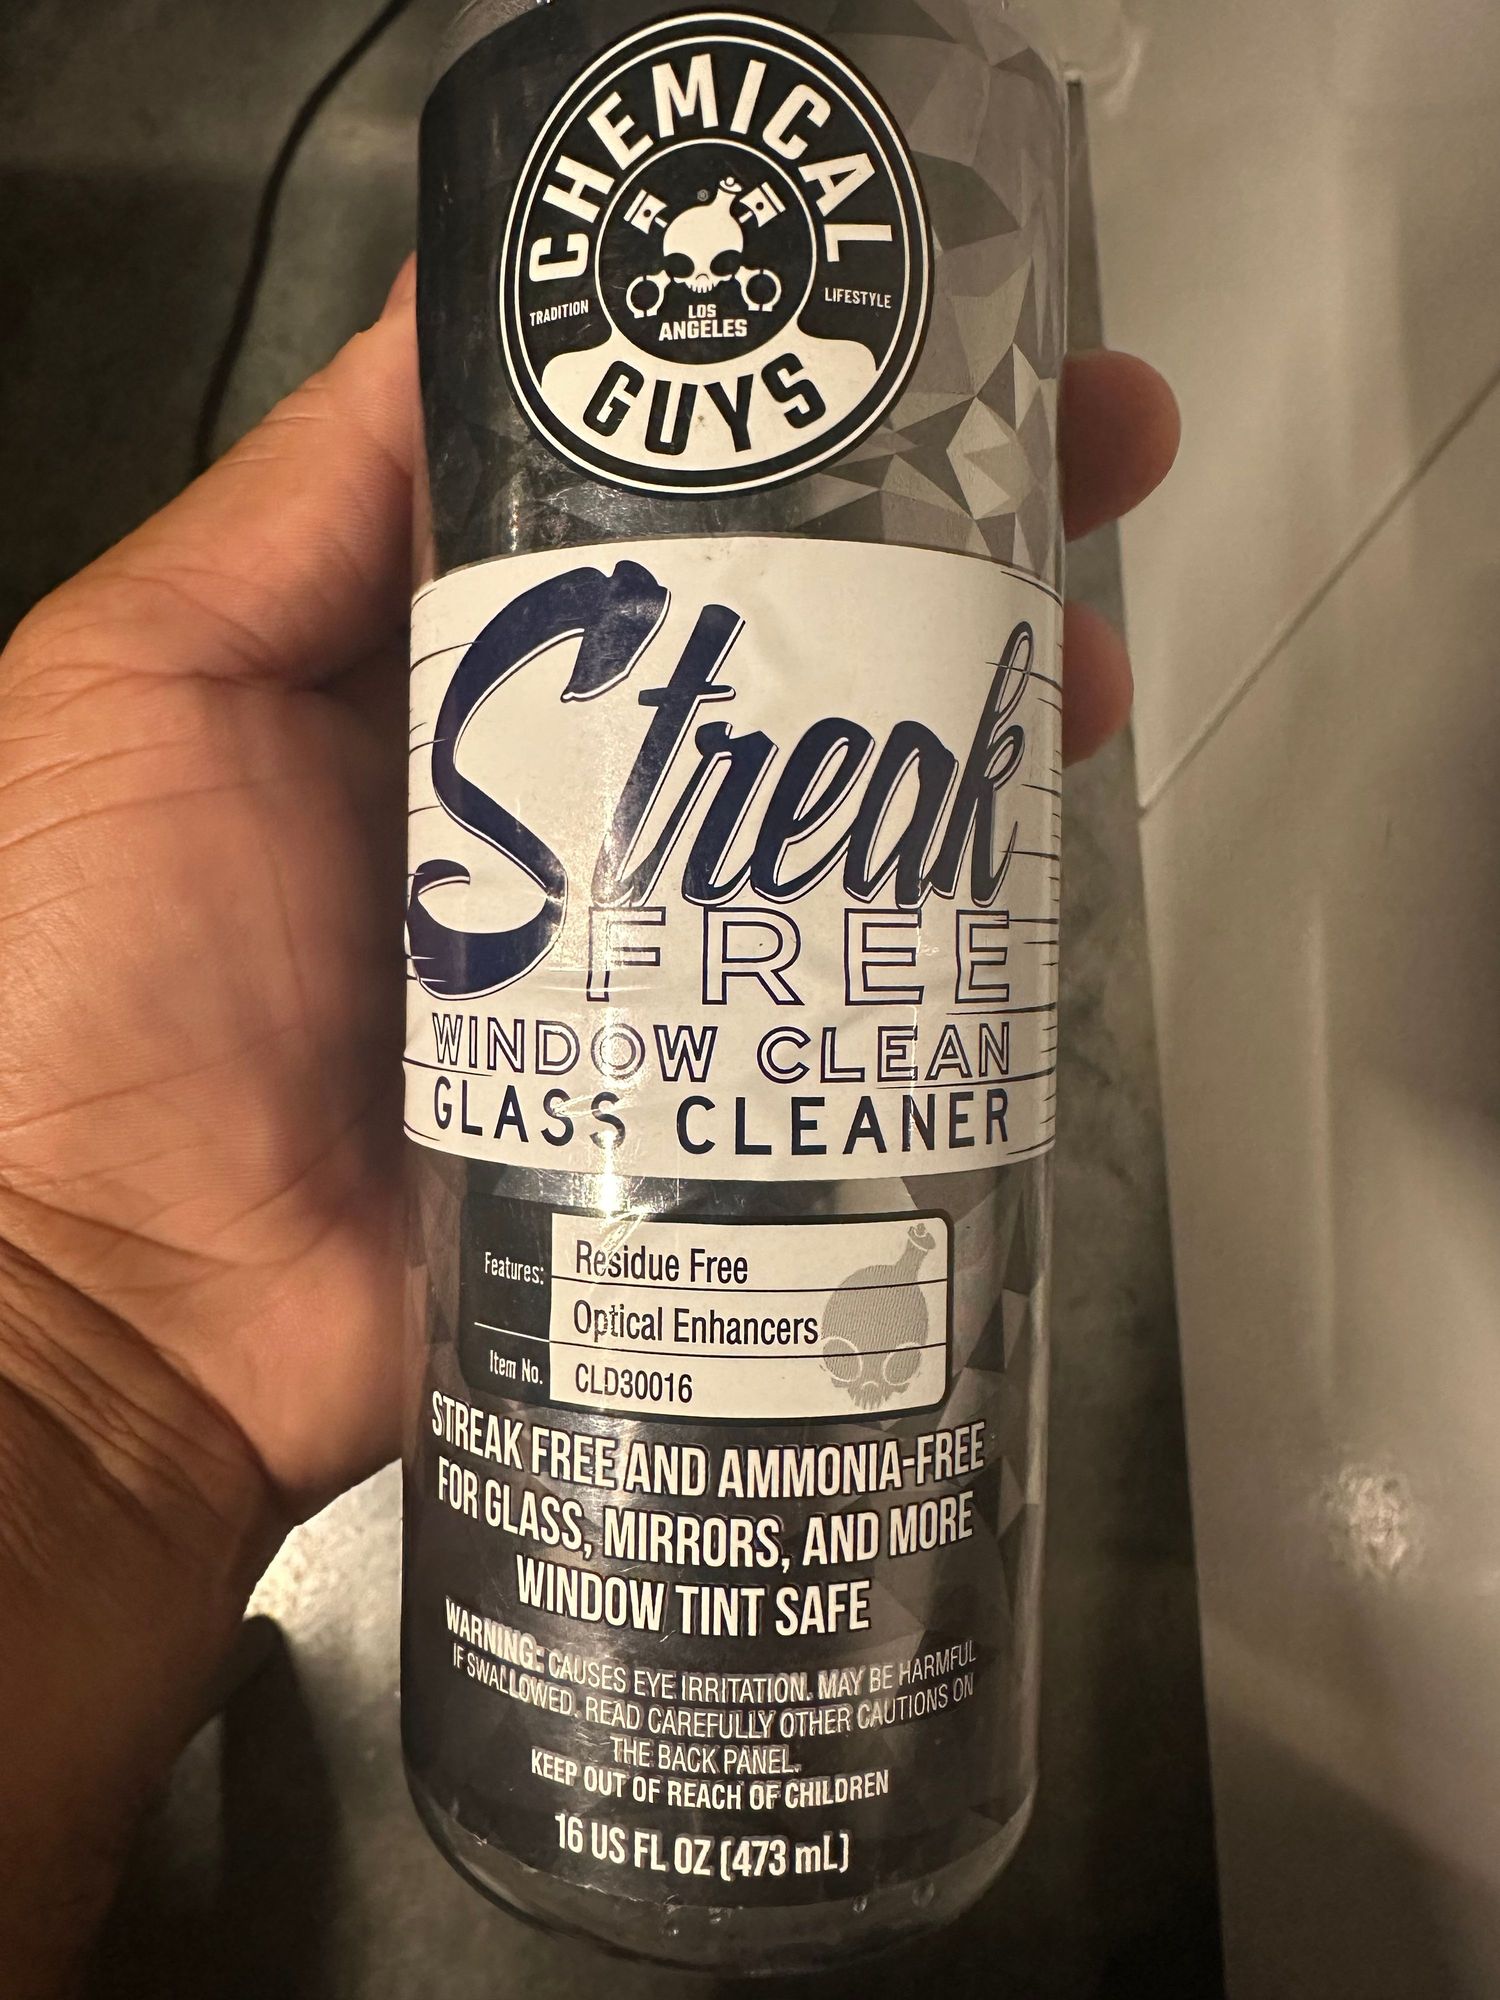 CHEMICAL
®
TRADITION
LIFESTYLE
LOS
ANGELES
GUYS
Streak
FREE
WINDOW CLEAN
GLASS CLEANER
Features:
Residue Free
Optical Enhancers
Item No.
CLD30016
STREAK FREE AND AMMONIA-FREE
FOR GLASS, MIRRORS, AND MORE
WINDOW TINT SAFE
WARNING: CAUSES EYE IRRITATION. MAY BE HARMFUL
IF SWALLOWED. READ CAREFULLY OTHER CAUTIONS ON
THE BACK PANEL.
KEEP OUT OF REACH OF CHILDREN
16 US FL OZ (473 mL)